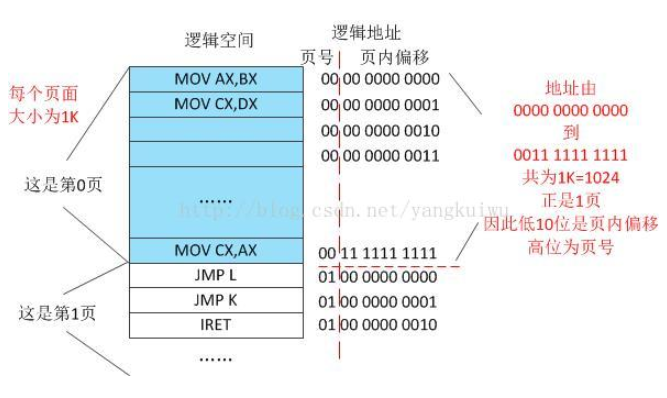 逻辑空间
逻辑地址
页号 页内偏移
每个页面
大小为1K
这是第0页
这是第1页
MOV AX,BX 00 00 0000 0000
MOV CX,DX 00 00 0000 0001
00 00 0000 0010
00 00 0000 0011
......
http://blog.csdn.net/yangkuiwu
MOV CX,AX 00 11 1111 1111
JMP L 01 00 0000 0000
JMP K 01 00 0000 0001
IRET 01 00 0000 0010
......
地址由
0000 0000 0000
到
0011 1111 1111
共为1K=1024
正是1页
因此低10位是页内偏移
高位为页号